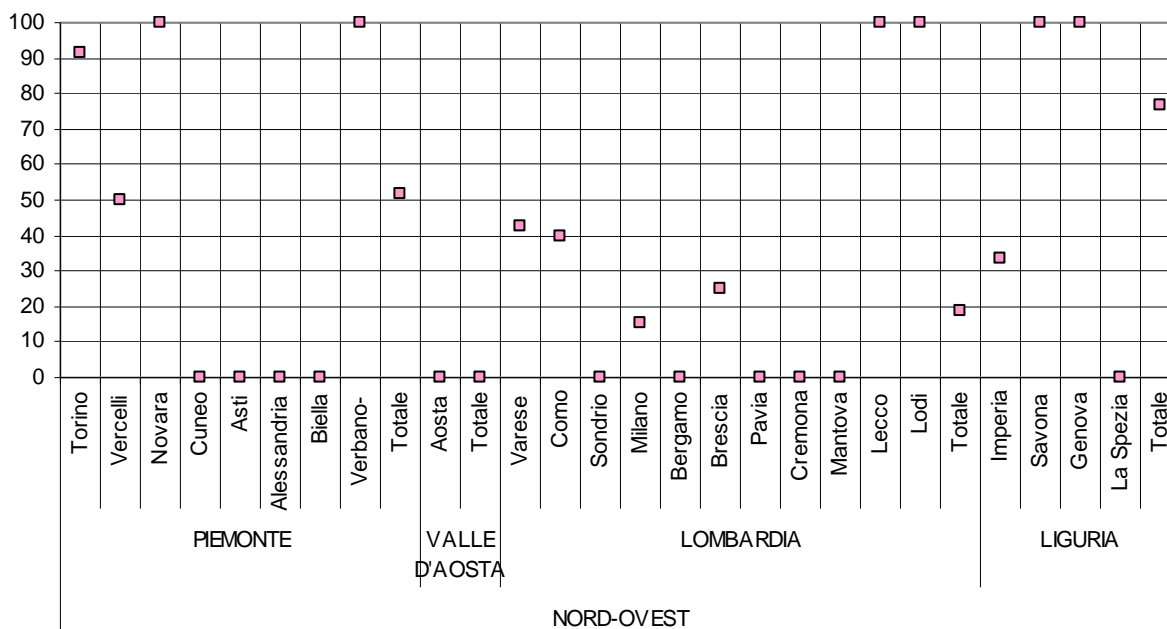 100
90
80
70
60
50
40
30
20
10
0
Torino
Vercelli
Novara
Cuneo
Asti
Alessandria
Biella
Verbano-
Totale
Aosta
Totale
Varese
Como
Sondrio
Milano
Bergamo
Brescia
Pavia
Cremona
Mantova
Lecco
Lodi
Totale
Imperia
Savona
Genova
La Spezia
Totale
PIEMONTE
VALLE
D'AOSTA
LOMBARDIA
LIGURIA
NORD-OVEST